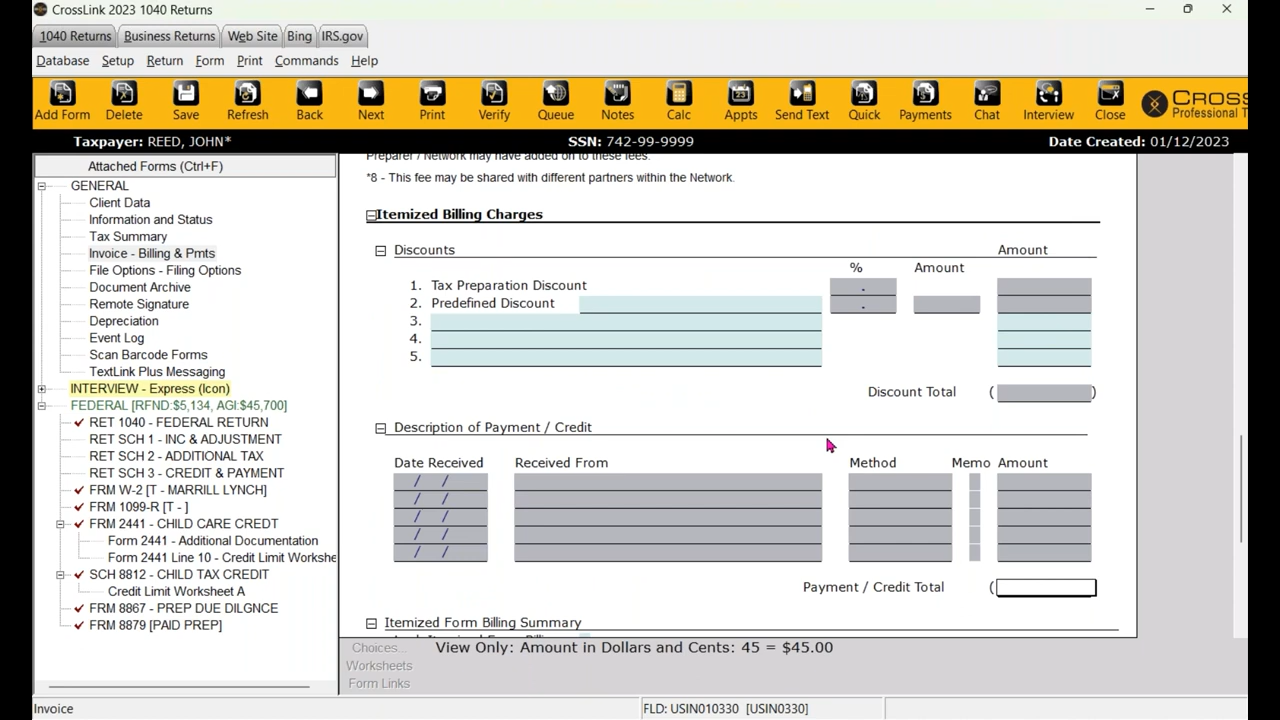 CrossLink 2023 1040 Returns
1040 Returns Business Returns Web Site Bing IRS.gov
Database Setup Return Form Print Commands Help
Add Form Delete Save Refresh Back Next Print Verify Queue Notes Calc Appts Send Text Quick Payments Chat Interview Close
CROSS
Professional T
Taxpayer: REED, JOHN* SSN: 742-99-9999 Date Created: 01/12/2023
Attached Forms (Ctrl+F)
GENERAL
Client Data
Information and Status
Tax Summary
Invoice - Billing & Pmts
File Options - Filing Options
Document Archive
Remote Signature
Depreciation
Event Log
Scan Barcode Forms
TextLink Plus Messaging
INTERVIEW - Express (Icon)
FEDERAL [RFND:$5,134, AGI:$45,700]
RET 1040 - FEDERAL RETURN
RET SCH 1 - INC & ADJUSTMENT
RET SCH 2 - ADDITIONAL TAX
RET SCH 3 - CREDIT & PAYMENT
FRM W-2 [T - MARRILL LYNCH]
FRM 1099-R [T - ]
FRM 2441 - CHILD CARE CREDT
Form 2441 - Additional Documentation
Form 2441 Line 10 - Credit Limit Workshe
SCH 8812 - CHILD TAX CREDIT
Credit Limit Worksheet A
FRM 8867 - PREP DUE DILGNCE
FRM 8879 [PAID PREP]
Preparer / Network may have added on to these fees.
*8 - This fee may be shared with different partners within the Network.
Itemized Billing Charges
Discounts Amount
% Amount
1. Tax Preparation Discount .
2. Predefined Discount .
3.
4.
5.
Discount Total ( )
Description of Payment / Credit
Date Received Received From Method Memo Amount
/ /
/ /
/ /
/ /
/ /
Payment / Credit Total (
Itemized Form Billing Summary
Choices... View Only: Amount in Dollars and Cents: 45 = $45.00
Worksheets
Form Links
Invoice FLD: USIN010330 [USIN0330]